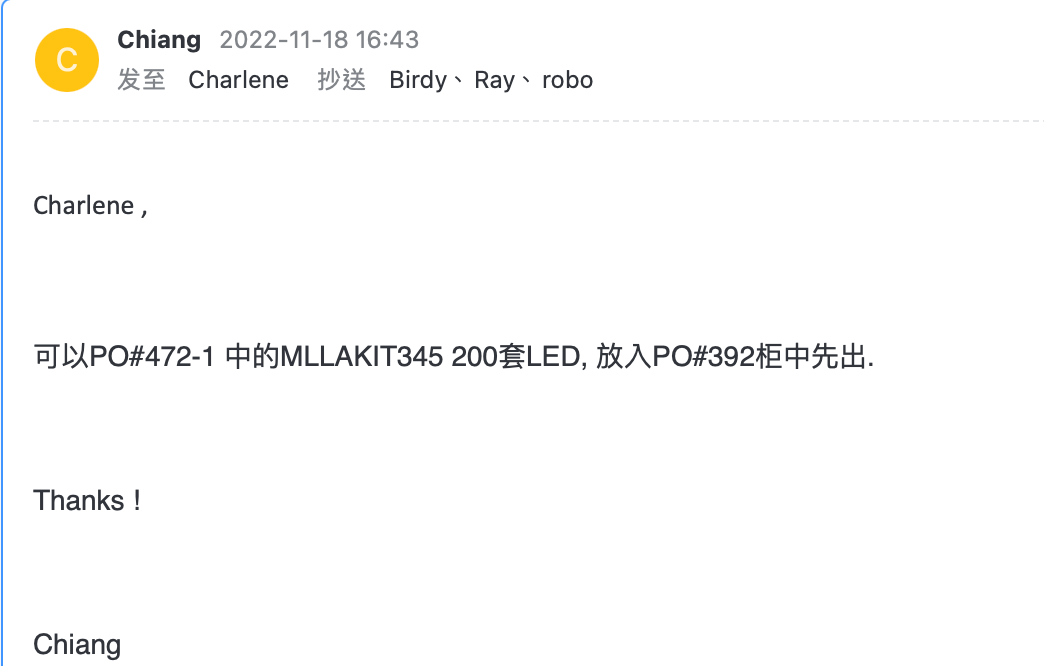 C
Chiang 2022-11-18 16:43
发至 Charlene 抄送 Birdy、Ray、robo
Charlene ,
可以PO#472-1 中的MLLAKIT345 200套LED, 放入PO#392柜中先出.
Thanks !
Chiang